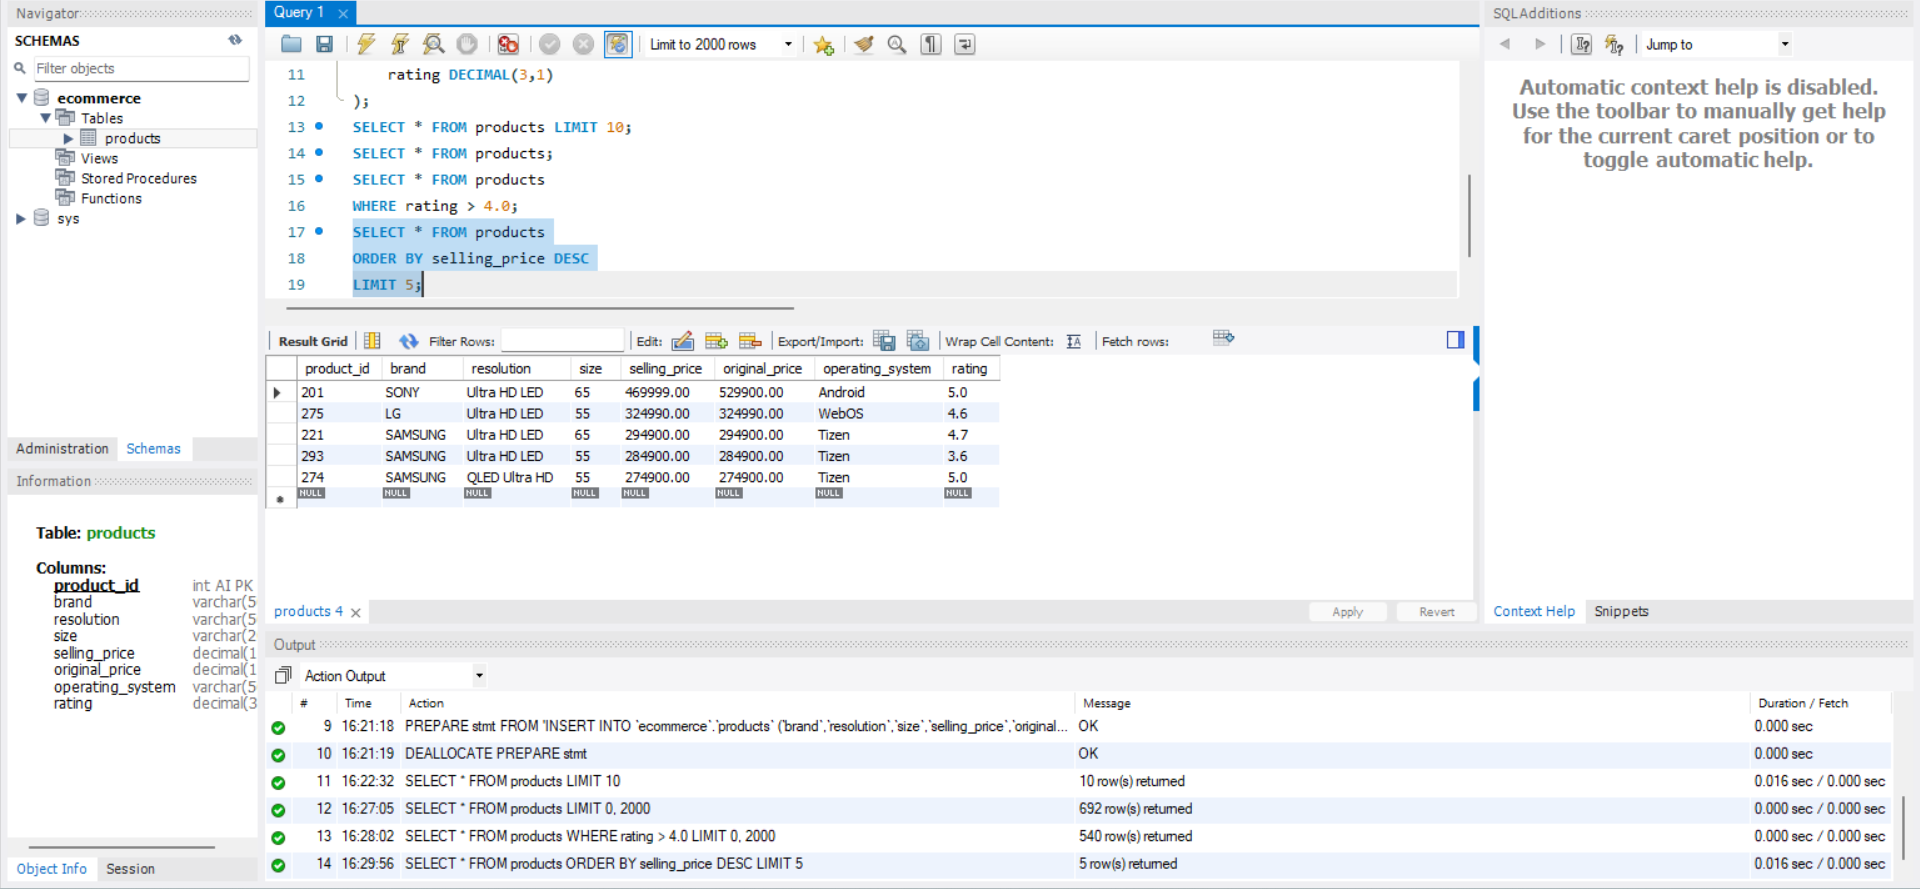 Navigator
SCHEMAS
Filter objects
ecommerce
Tables
products
Views
Stored Procedures
Functions
sys
Administration
Schemas
Information
Table: products
Columns:
product_id int AI PK
brand varchar(5
resolution varchar(5
size varchar(2
selling_price decimal(1
original_price decimal(1
operating_system varchar(5
rating decimal(3
Object Info
Session
Query 1
Limit to 2000 rows
11 rating DECIMAL(3,1)
12 );
13 SELECT * FROM products LIMIT 10;
14 SELECT * FROM products;
15 SELECT * FROM products
16 WHERE rating > 4.0;
17 SELECT * FROM products
18 ORDER BY selling_price DESC
19 LIMIT 5;
Result Grid Filter Rows: Edit: Export/Import: Wrap Cell Content: Fetch rows:
product_id brand resolution size selling_price original_price operating_system rating
201 SONY Ultra HD LED 65 469999.00 529900.00 Android 5.0
275 LG Ultra HD LED 55 324990.00 324990.00 WebOS 4.6
221 SAMSUNG Ultra HD LED 65 294900.00 294900.00 Tizen 4.7
293 SAMSUNG Ultra HD LED 55 284900.00 284900.00 Tizen 3.6
274 SAMSUNG QLED Ultra HD 55 274900.00 274900.00 Tizen 5.0
NULL NULL NULL NULL NULL NULL NULL NULL
products 4
Apply
Revert
SQLAdditions
Jump to
Automatic context help is disabled.
Use the toolbar to manually get help
for the current caret position or to
toggle automatic help.
Context Help
Snippets
Output
Action Output
# Time Action Message Duration / Fetch
9 16:21:18 PREPARE stmt FROM 'INSERT INTO `ecommerce`.`products` (`brand`,`resolution`,`size`,`selling_price`,`original... OK 0.000 sec
10 16:21:19 DEALLOCATE PREPARE stmt OK 0.000 sec
11 16:22:32 SELECT * FROM products LIMIT 10 10 row(s) returned 0.016 sec / 0.000 sec
12 16:27:05 SELECT * FROM products LIMIT 0, 2000 692 row(s) returned 0.000 sec / 0.000 sec
13 16:28:02 SELECT * FROM products WHERE rating > 4.0 LIMIT 0, 2000 540 row(s) returned 0.000 sec / 0.000 sec
14 16:29:56 SELECT * FROM products ORDER BY selling_price DESC LIMIT 5 5 row(s) returned 0.016 sec / 0.000 sec